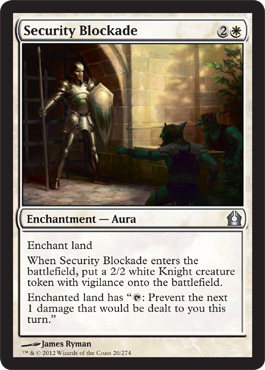 Security Blockade 2
Enchantment — Aura
Enchant land
When Security Blockade enters the
battlefield, put a 2/2 white Knight creature
token with vigilance onto the battlefield.
Enchanted land has “: Prevent the next
1 damage that would be dealt to you
this turn.”
James Ryman
™ & © 2012 Wizards of the Coast 20/274